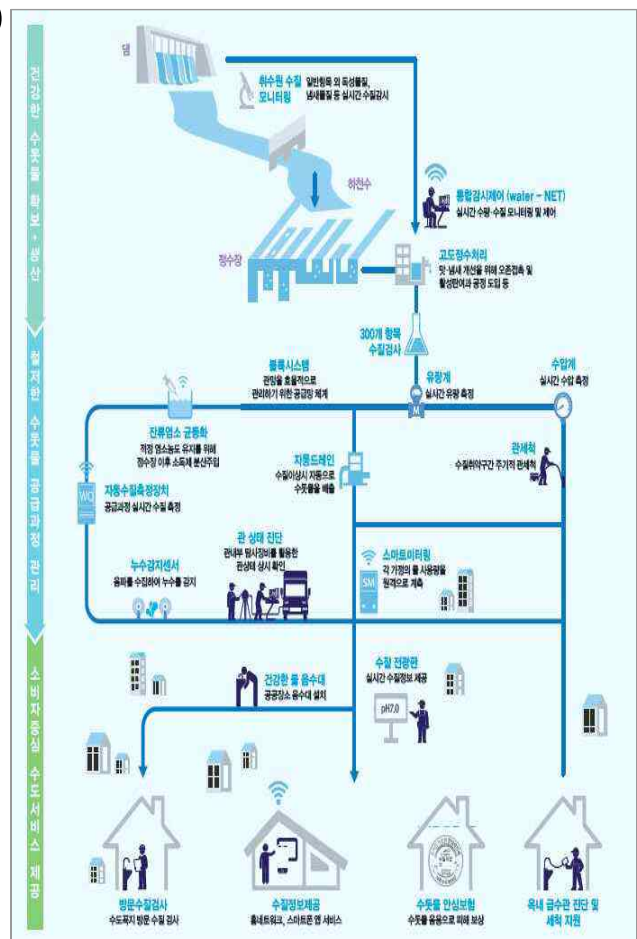 )
건강한 수돗물 확보·생산
댐
취수원 수질
모니터링
일반항목 외 독성물질,
냄새물질 등 실시간 수질감시
하천수
통합감시제어 (water – NET)
실시간 수량·수질 모니터링 및 제어
정수장
고도정수처리
맛·냄새 개선을 위해 오존접촉 및
활성탄여과 공정 도입 등
300개 항목
수질검사
철저한 수돗물 공급과정 관리
블록시스템
관망을 효율적으로
관리하기 위한 공급망 체계
유량계
실시간 유량 측정
M
수압계
실시간 수압 측정
잔류염소 균등화
적정 염소농도 유지를 위해
정수장 이후 소독제 분산주입
자동드레인
수질이상시 자동으로
수돗물을 배출
관세척
수질취약구간 주기적 관세척
WQ
자동수질측정장치
공급과정 실시간 수질 측정
관 상태 진단
관내부 탐사장비를 활용한
관상태 상시 확인
스마트미터링
각 가정의 물 사용량을
원격으로 계측
SM
누수감지센서
음파를 수집하여 누수를 감지
소비자중심 수도서비스 제공
건강한 물 음수대
공공장소 음수대 설치
수질 전광판
실시간 수질정보 제공
pH7.0
방문수질검사
수도꼭지 방문 수질 검사
수질정보제공
홈네트워크, 스마트폰 앱 서비스
수돗물 안심보험
수돗물 음용으로 피해 보상
옥내 급수관 진단 및
세척 지원